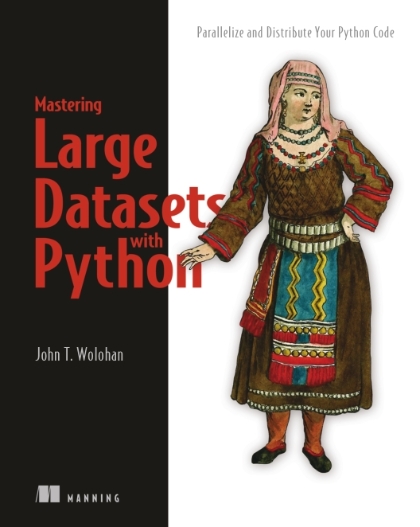 Parallelize and Distribute Your Python Code
Mastering
Large
Datasets
with
Python
John T. Wolohan
MANNING